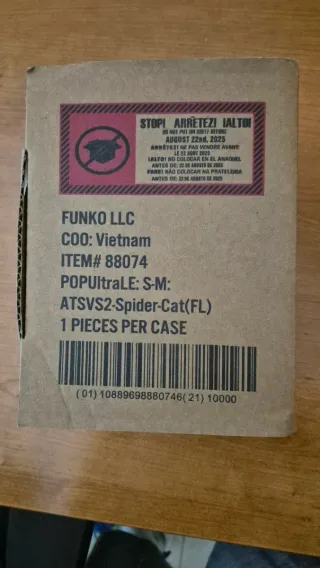 STOP! ARRÊTEZ! ¡ALTO!
DO NOT PUT ON SHELF BEFORE
AUGUST 22nd, 2025
ARRÊTEZ! NE PAS VENDRE AVANT
LE 22 AOÛT 2025
¡ALTO! NO COLOCAR EN EL ANAQUEL
ANTES DE: 22 DE AGOSTO DE 2025
PARE! NÃO COLOCAR NA PRATELEIRA
ANTES DE: 22 DE AGOSTO DE 2025
FUNKO LLC
COO: Vietnam
ITEM# 88074
POPUltraLE: S-M:
ATSVS2-Spider-Cat(FL)
1 PIECES PER CASE
(01) 10889698880746(21) 10000